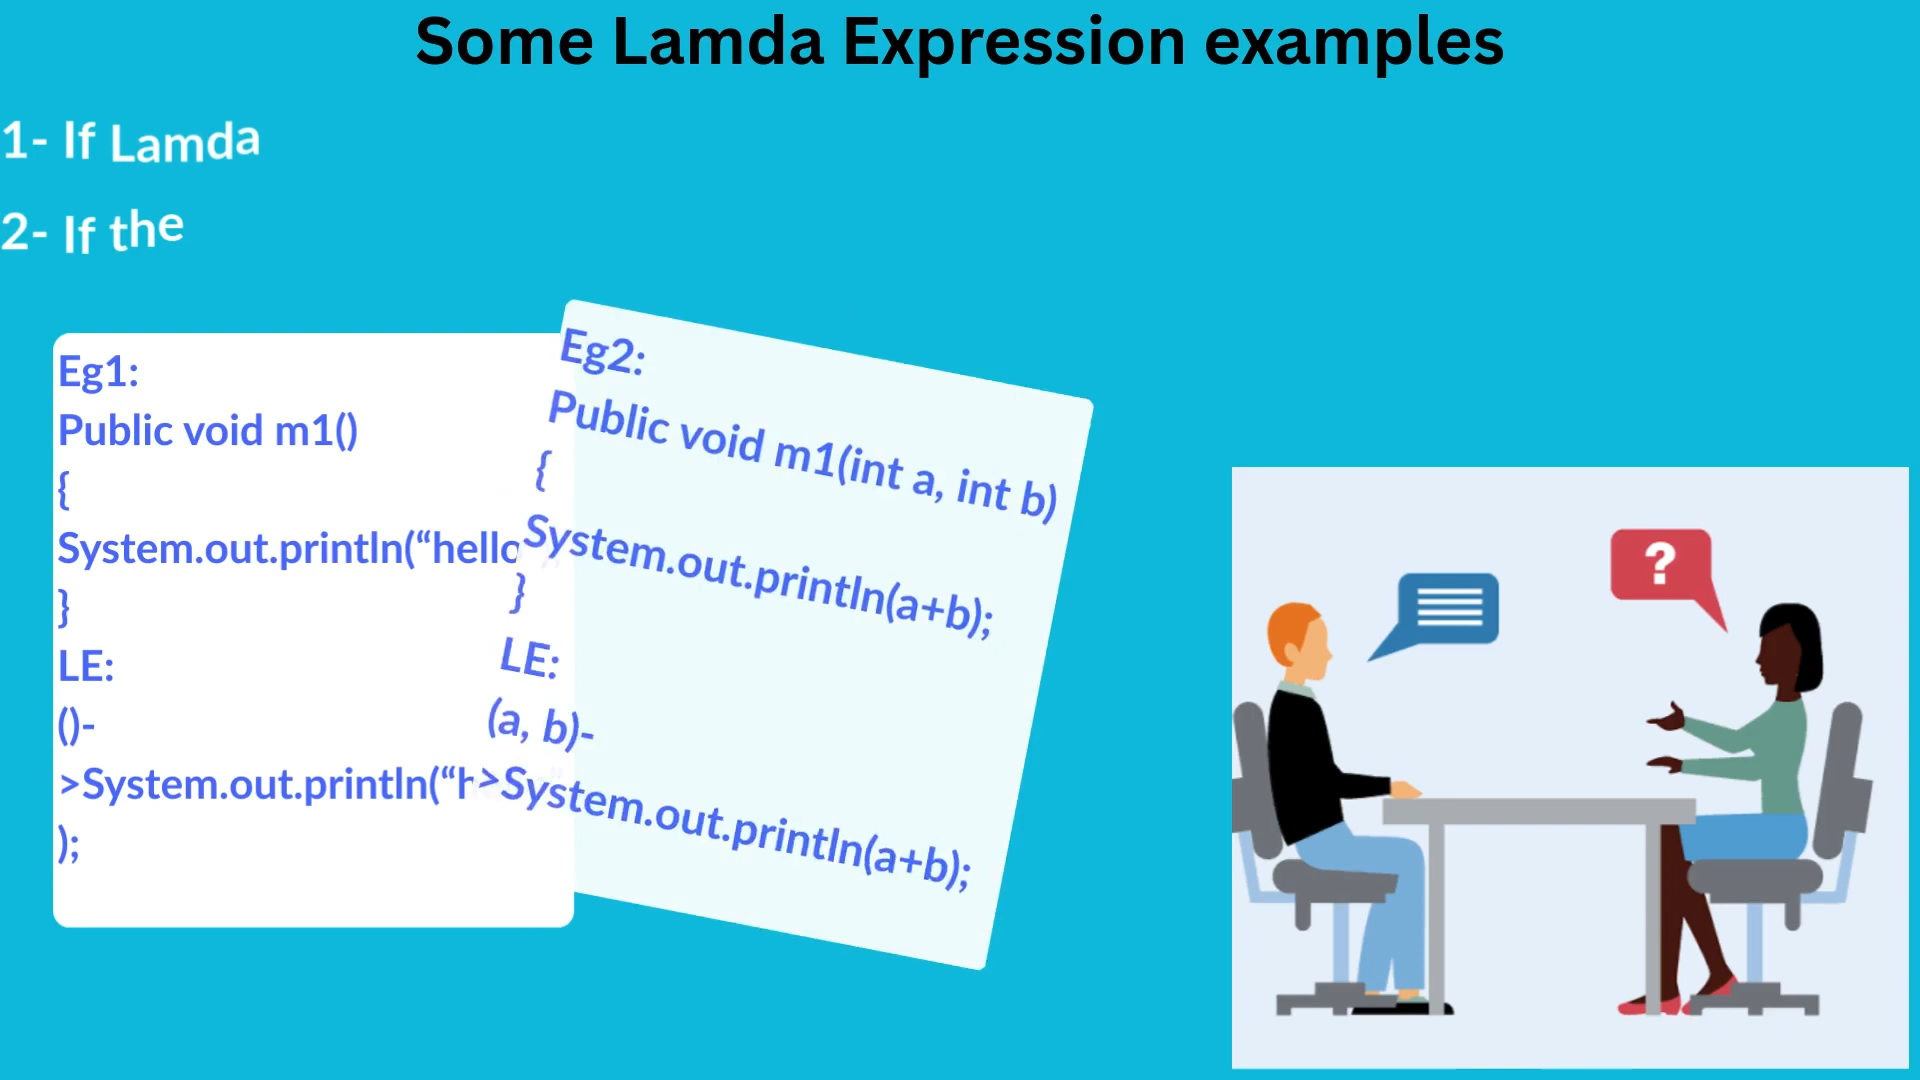 Some Lamda Expression examples
1- If Lamda
2- If the
Eg1:
Public void m1()
{
System.out.println(“hello
}
LE:
()-
>System.out.println(“h
);
Eg2:
Public void m1(int a, int b)
{
System.out.println(a+b);
}
LE:
(a, b)-
>System.out.println(a+b);
?